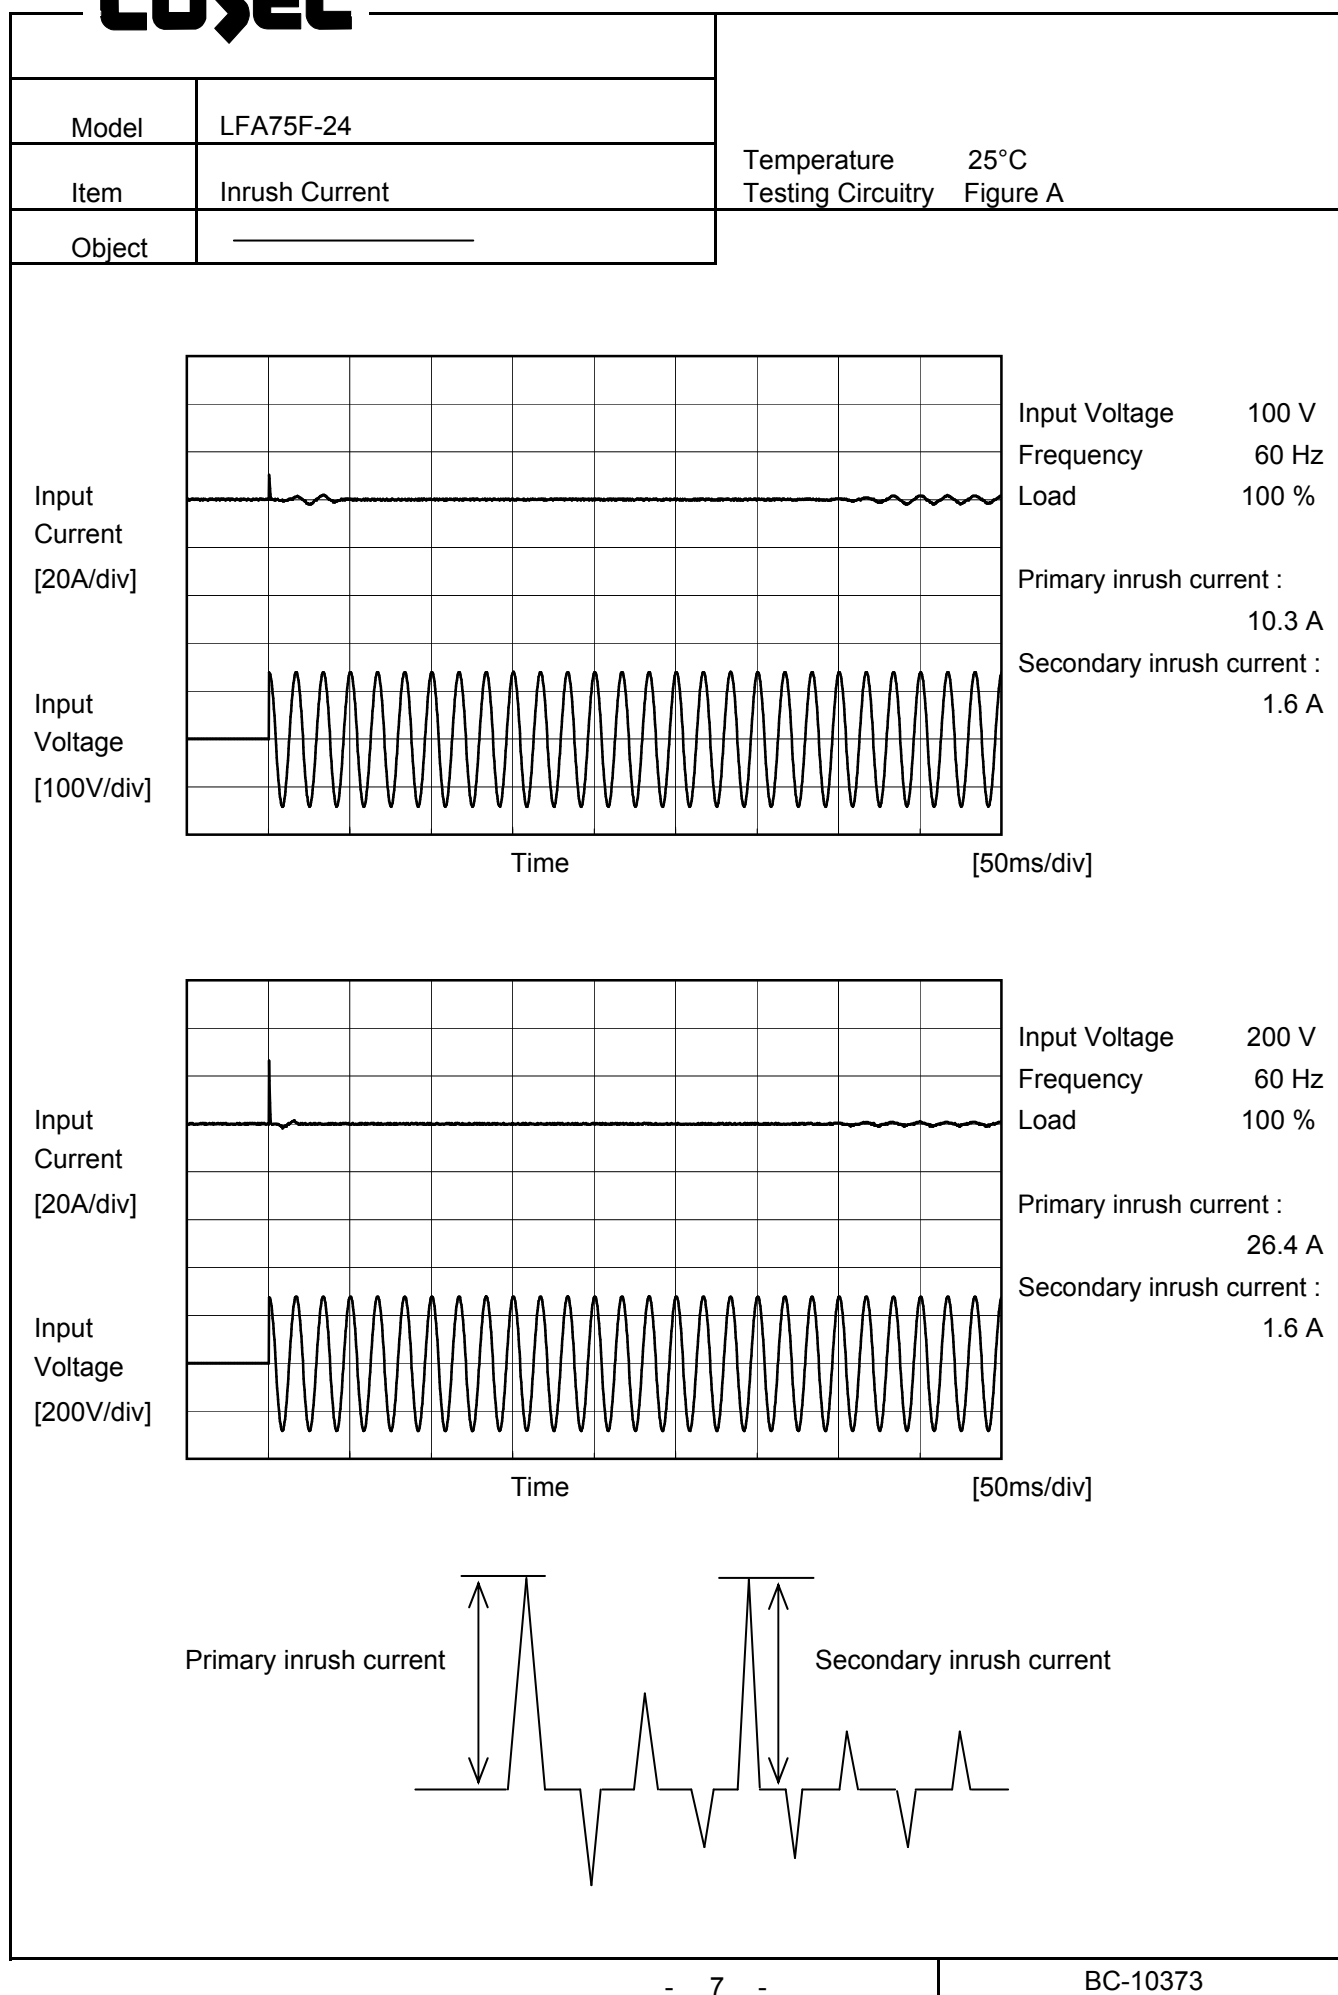 COSEL
Model LFA75F-24
Item Inrush Current
Object
Temperature 25°C
Testing Circuitry Figure A
Input
Current
[20A/div]
Input
Voltage
[100V/div]
Time [50ms/div]
Input Voltage 100 V
Frequency 60 Hz
Load 100 %
Primary inrush current :
10.3 A
Secondary inrush current :
1.6 A
Input
Current
[20A/div]
Input
Voltage
[200V/div]
Time [50ms/div]
Input Voltage 200 V
Frequency 60 Hz
Load 100 %
Primary inrush current :
26.4 A
Secondary inrush current :
1.6 A
Primary inrush current
Secondary inrush current
- 7 -
BC-10373